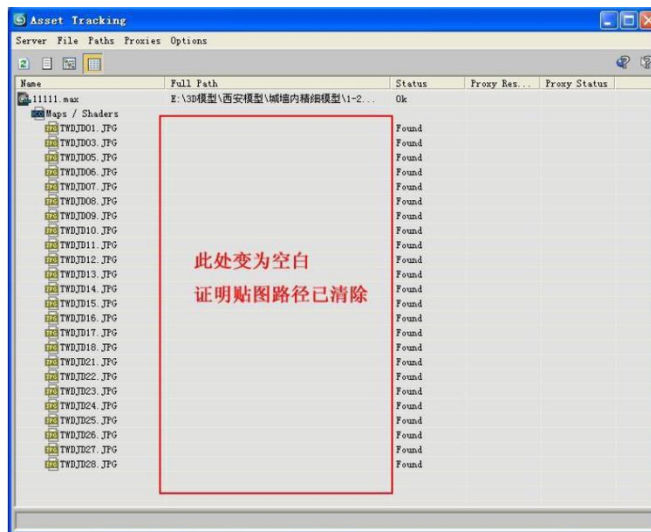 Asset Tracking
Server File Paths Proxies Options
Name Full Path Status Proxy Res... Proxy Status
11111.max E:\3D模型\西安模型\城墙内精细模型\1-2... Ok
Maps / Shaders
TWDJD01.JPG Found
TWDJD03.JPG Found
TWDJD05.JPG Found
TWDJD06.JPG Found
TWDJD07.JPG Found
TWDJD08.JPG Found
TWDJD09.JPG Found
TWDJD10.JPG Found
TWDJD11.JPG Found
TWDJD12.JPG Found
TWDJD13.JPG Found
TWDJD14.JPG Found
TWDJD15.JPG Found
TWDJD16.JPG Found
TWDJD17.JPG Found
TWDJD18.JPG Found
TWDJD21.JPG Found
TWDJD22.JPG Found
TWDJD23.JPG Found
TWDJD24.JPG Found
TWDJD25.JPG Found
TWDJD26.JPG Found
TWDJD27.JPG Found
TWDJD28.JPG Found
此处变为空白
证明贴图路径已清除